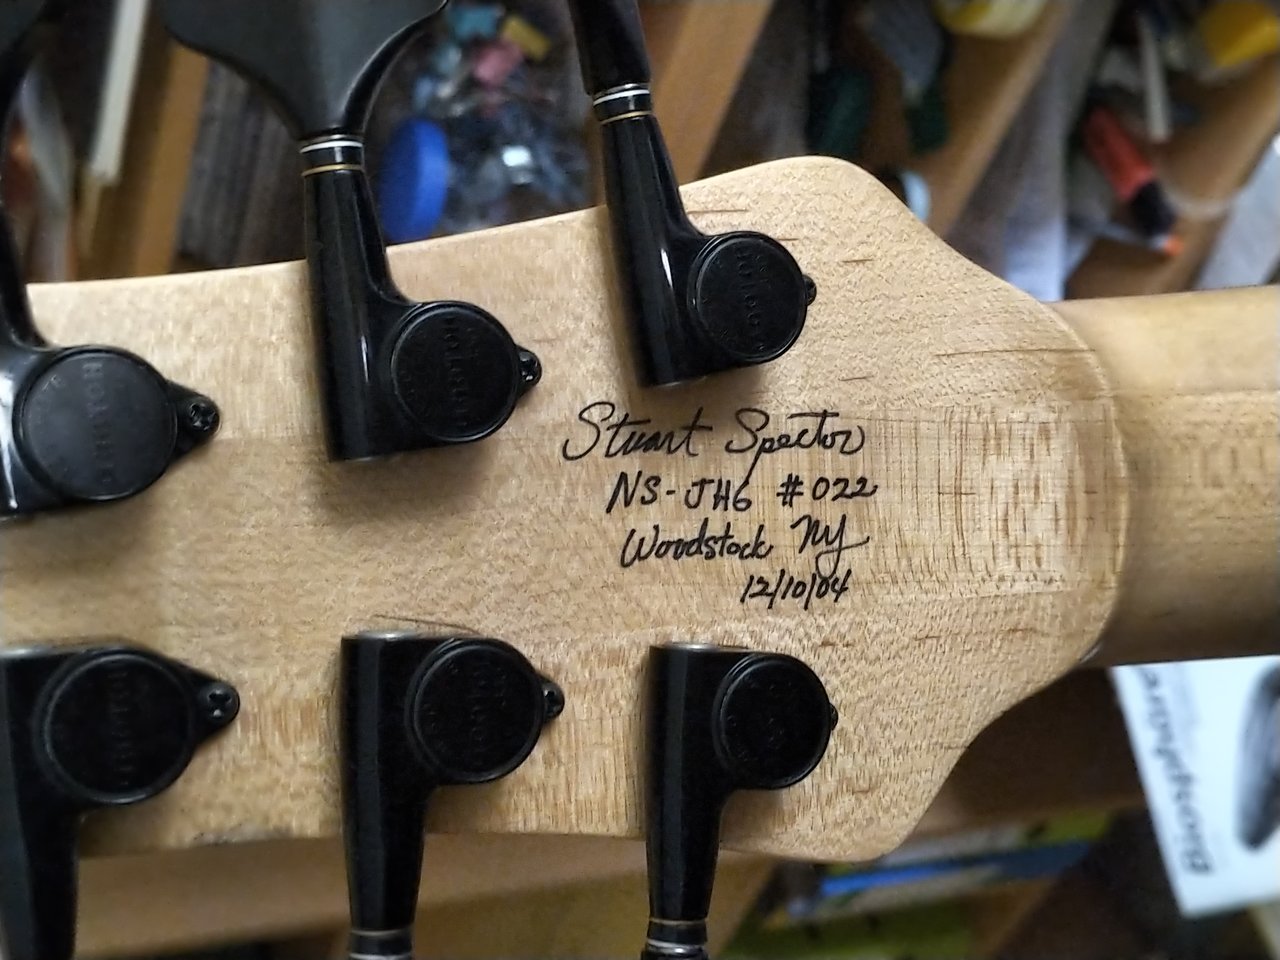 Stuart Spector
NS-JH6 #022
Woodstock NY
12/10/04